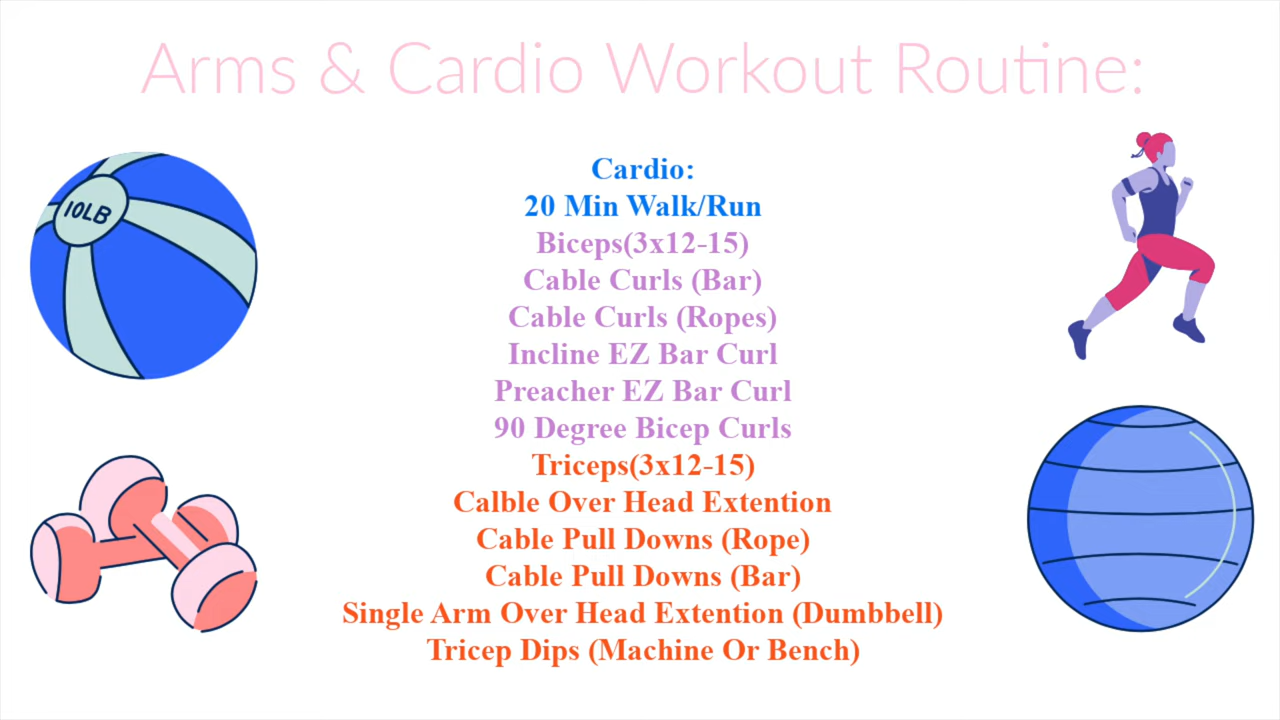 Arms & Cardio Workout Routine:
10LB
Cardio:
20 Min Walk/Run
Biceps(3x12-15)
Cable Curls (Bar)
Cable Curls (Ropes)
Incline EZ Bar Curl
Preacher EZ Bar Curl
90 Degree Bicep Curls
Triceps(3x12-15)
Calble Over Head Extention
Cable Pull Downs (Rope)
Cable Pull Downs (Bar)
Single Arm Over Head Extention (Dumbbell)
Tricep Dips (Machine Or Bench)